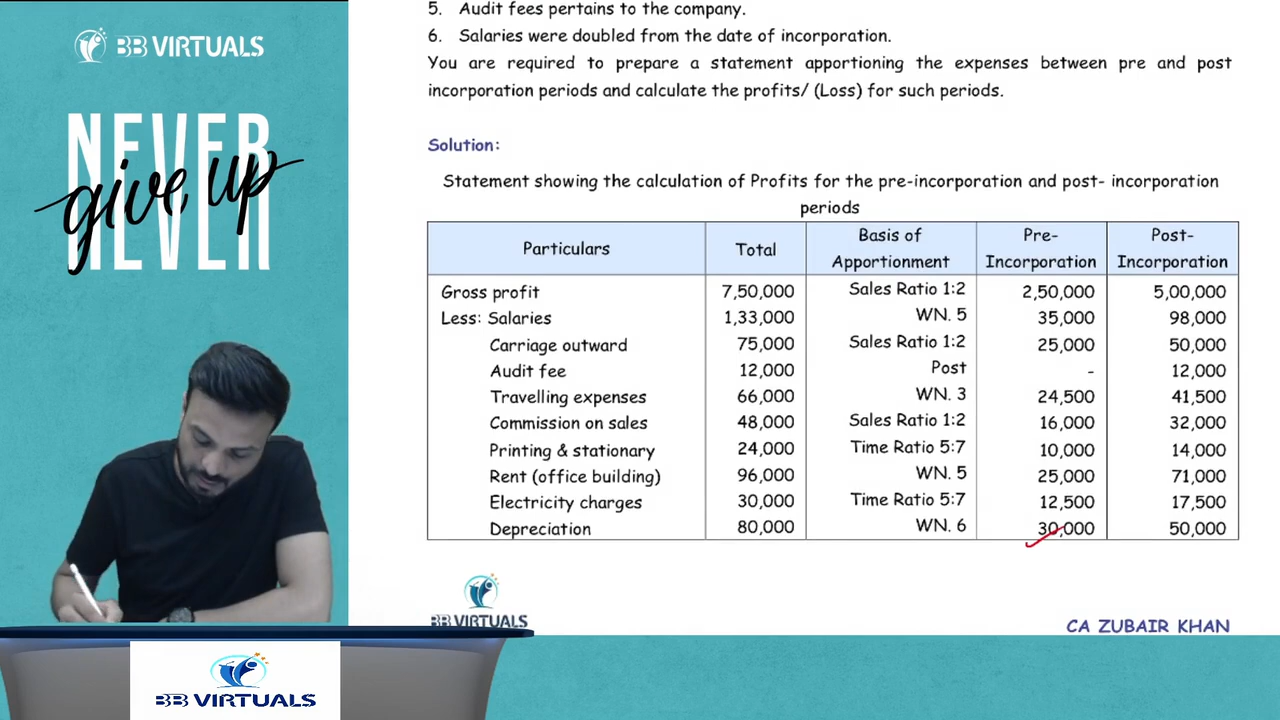 BB VIRTUALS
NEVER
give up
NEVER
5. Audit fees pertains to the company.
6. Salaries were doubled from the date of incorporation.
You are required to prepare a statement apportioning the expenses between pre and post
incorporation periods and calculate the profits/ (Loss) for such periods.
Solution:
Statement showing the calculation of Profits for the pre-incorporation and post- incorporation
periods
Particulars Total Basis of Apportionment Pre-Incorporation Post-Incorporation
Gross profit 7,50,000 Sales Ratio 1:2 2,50,000 5,00,000
Less: Salaries 1,33,000 WN. 5 35,000 98,000
Carriage outward 75,000 Sales Ratio 1:2 25,000 50,000
Audit fee 12,000 Post - 12,000
Travelling expenses 66,000 WN. 3 24,500 41,500
Commission on sales 48,000 Sales Ratio 1:2 16,000 32,000
Printing & stationary 24,000 Time Ratio 5:7 10,000 14,000
Rent (office building) 96,000 WN. 5 25,000 71,000
Electricity charges 30,000 Time Ratio 5:7 12,500 17,500
Depreciation 80,000 WN. 6 30,000 50,000
BB VIRTUALS
CA ZUBAIR KHAN
BB VIRTUALS